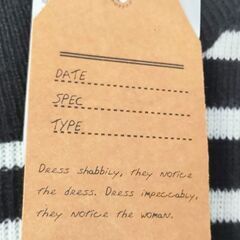 DATE
SPEC
TYPE
Dress shabbily, they notice
the dress. Dress impeccably,
they notice the woman.